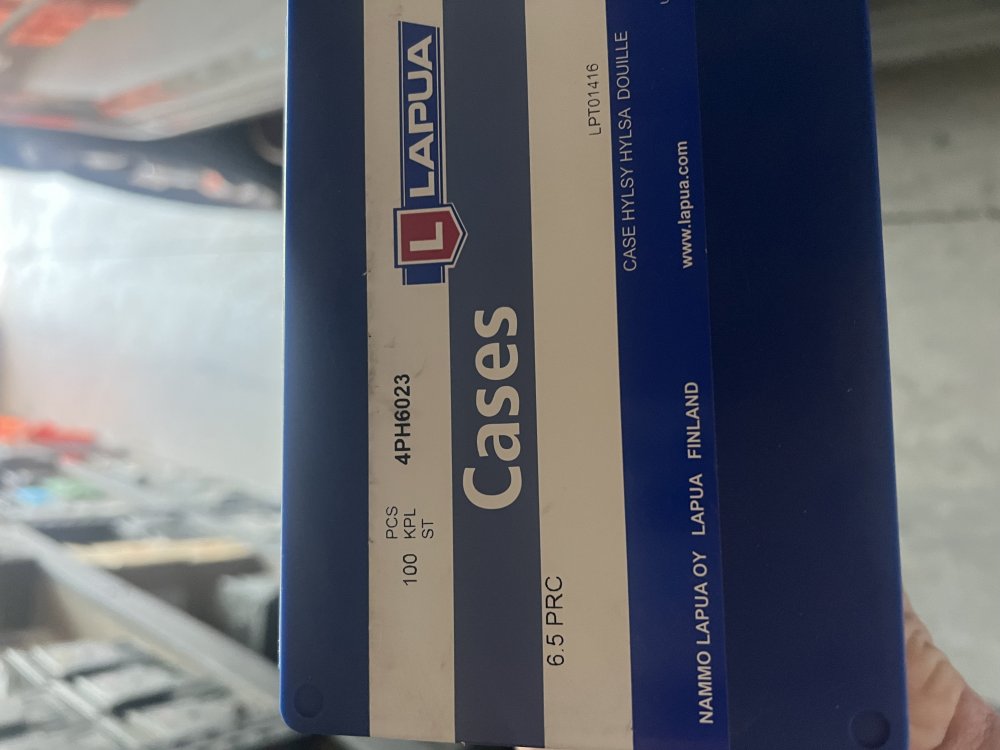 100 PCS
KPL
ST
4PH6023
L LAPUA
Cases
6.5 PRC
LPT01416
CASE HYLSY HYLSA DOUILLE
NAMMO LAPUA OY LAPUA FINLAND
www.lapua.com